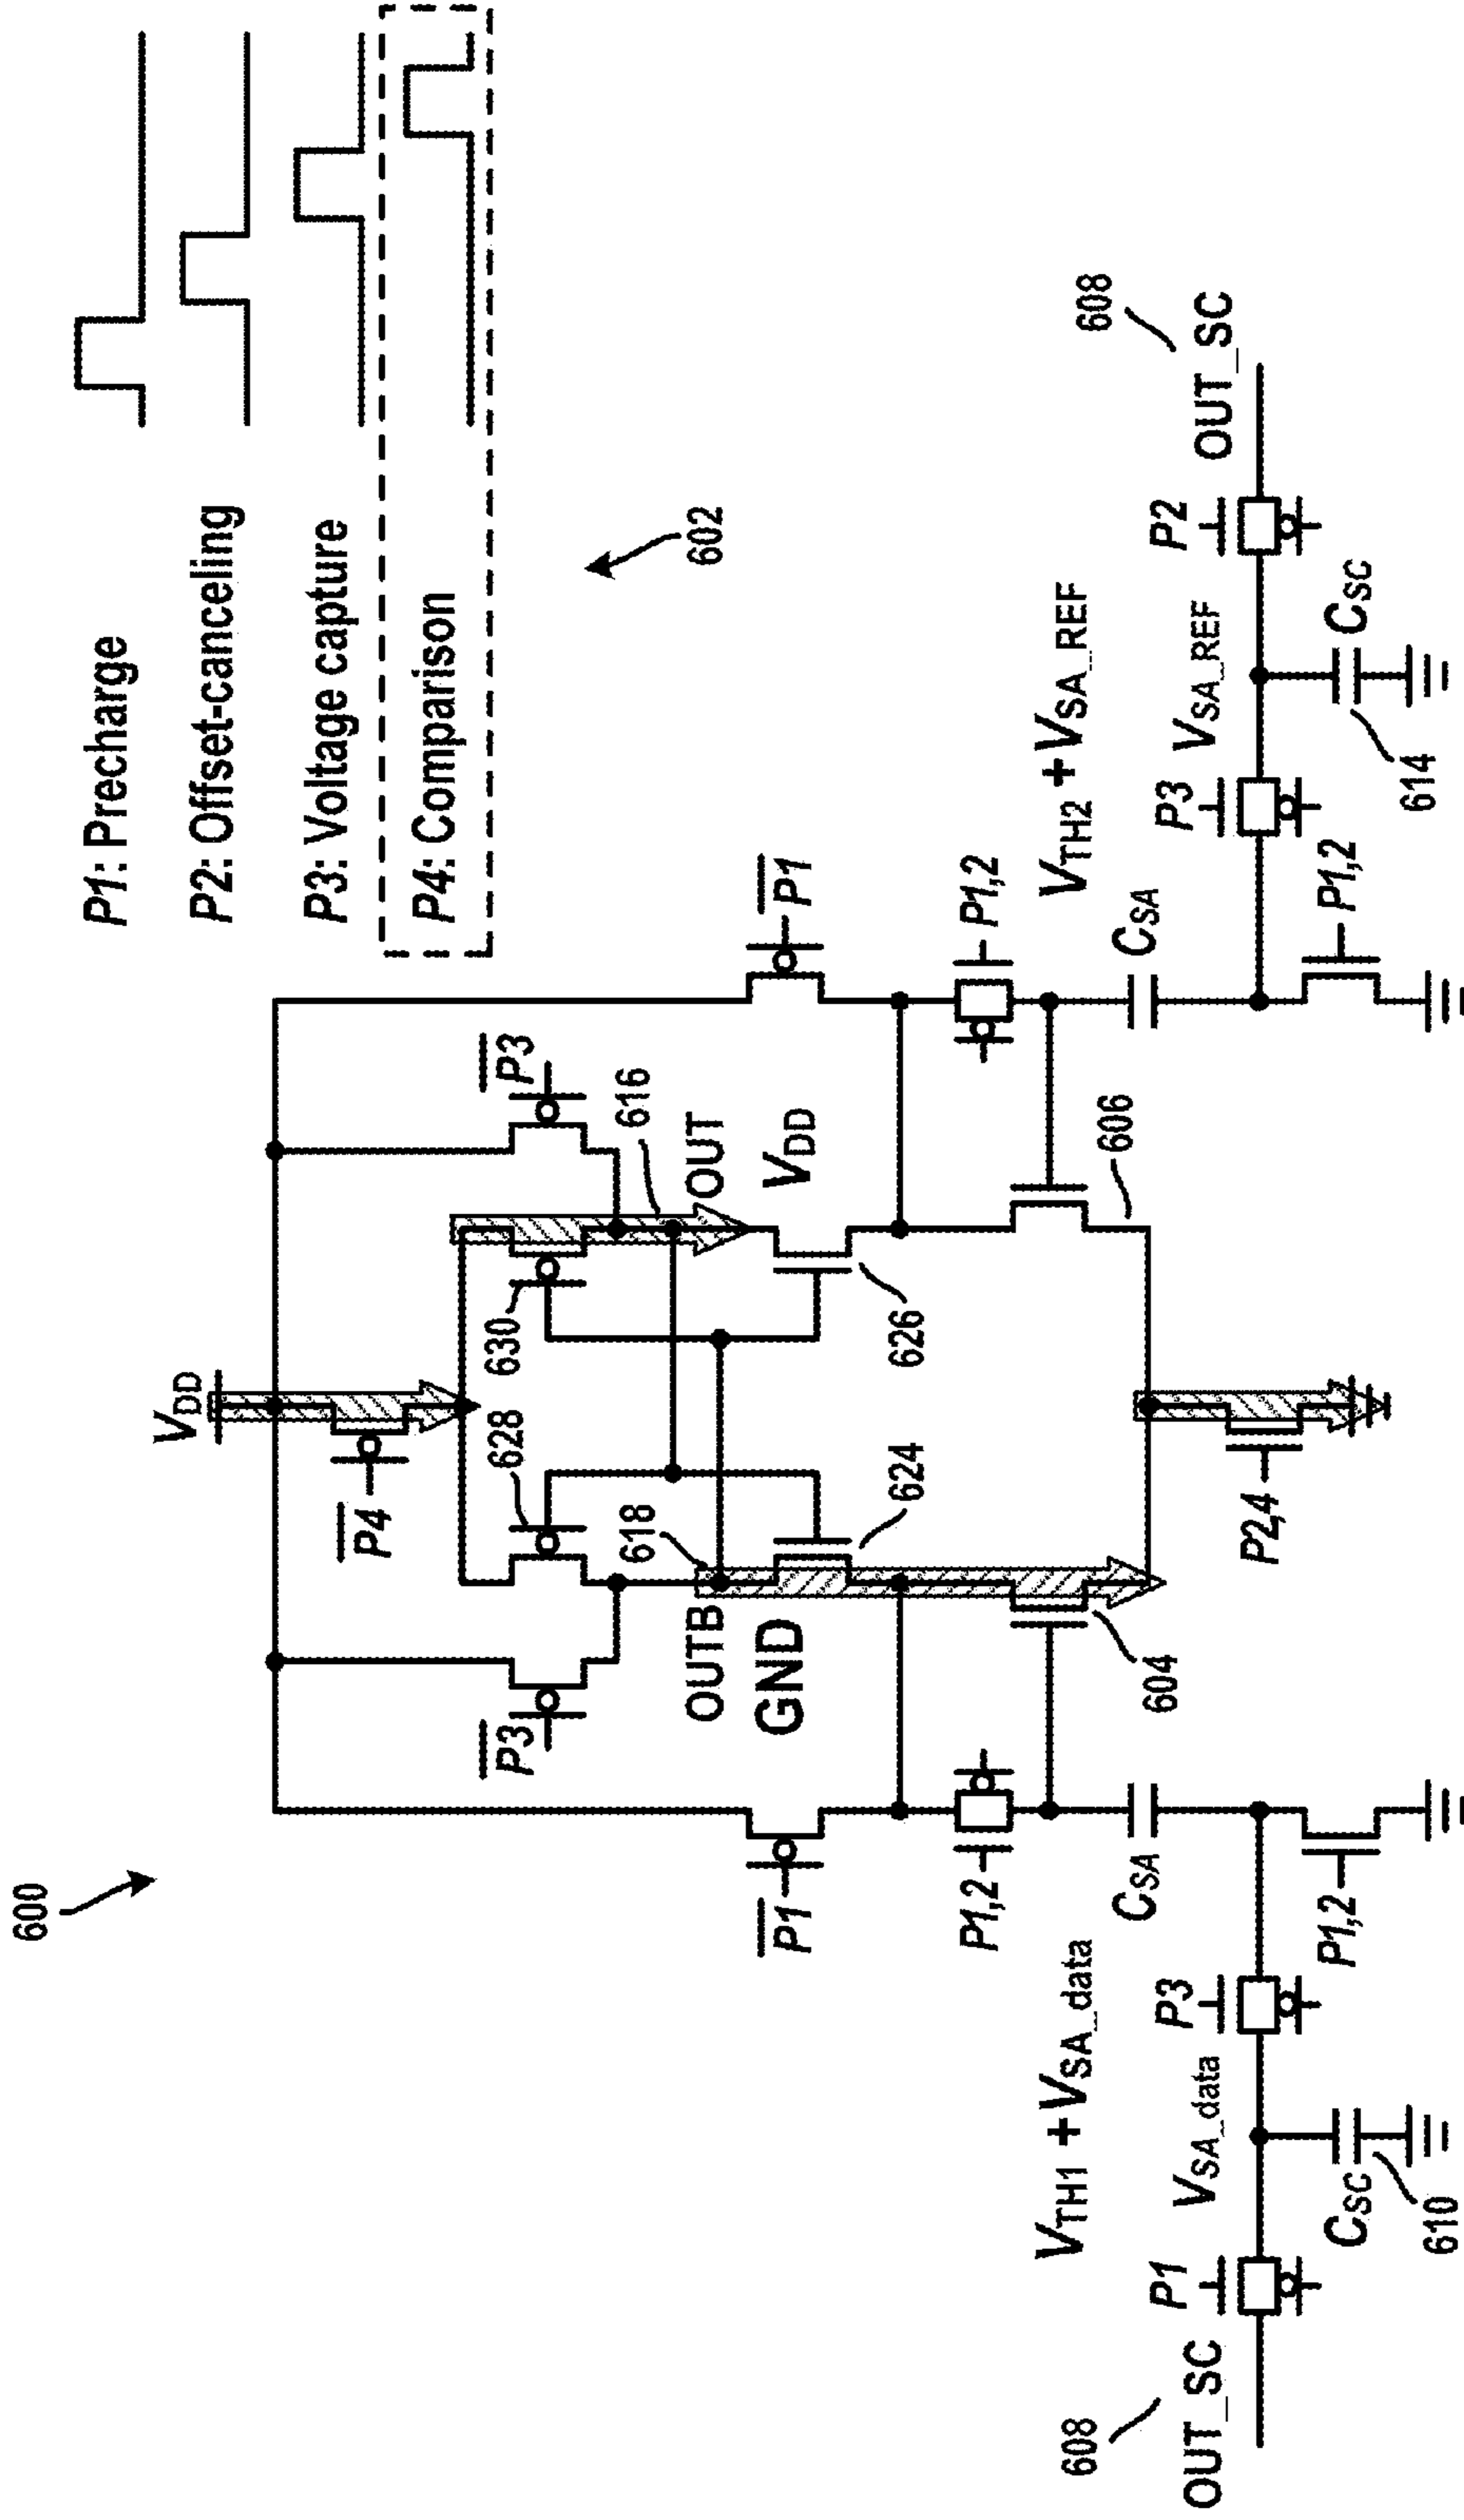 600
P1: Precharge
P2: Offset-canceling
P3: Voltage capture
P4: Comparison
602
VDD
P4
P3
P3
628
630
616
618
OUTB
OUT
GND
VDD
P1
P1
624
626
P1,2
P1,2
VTH1 + VSA_data
VTH2 + VSA_REF
604
606
CSA
CSA
608
OUT_SC
P1
VSA_data
P3
P2,4
P3
VSA_REF
P2
OUT_SC
608
CSC
610
P1,2
P1,2
614
CSC